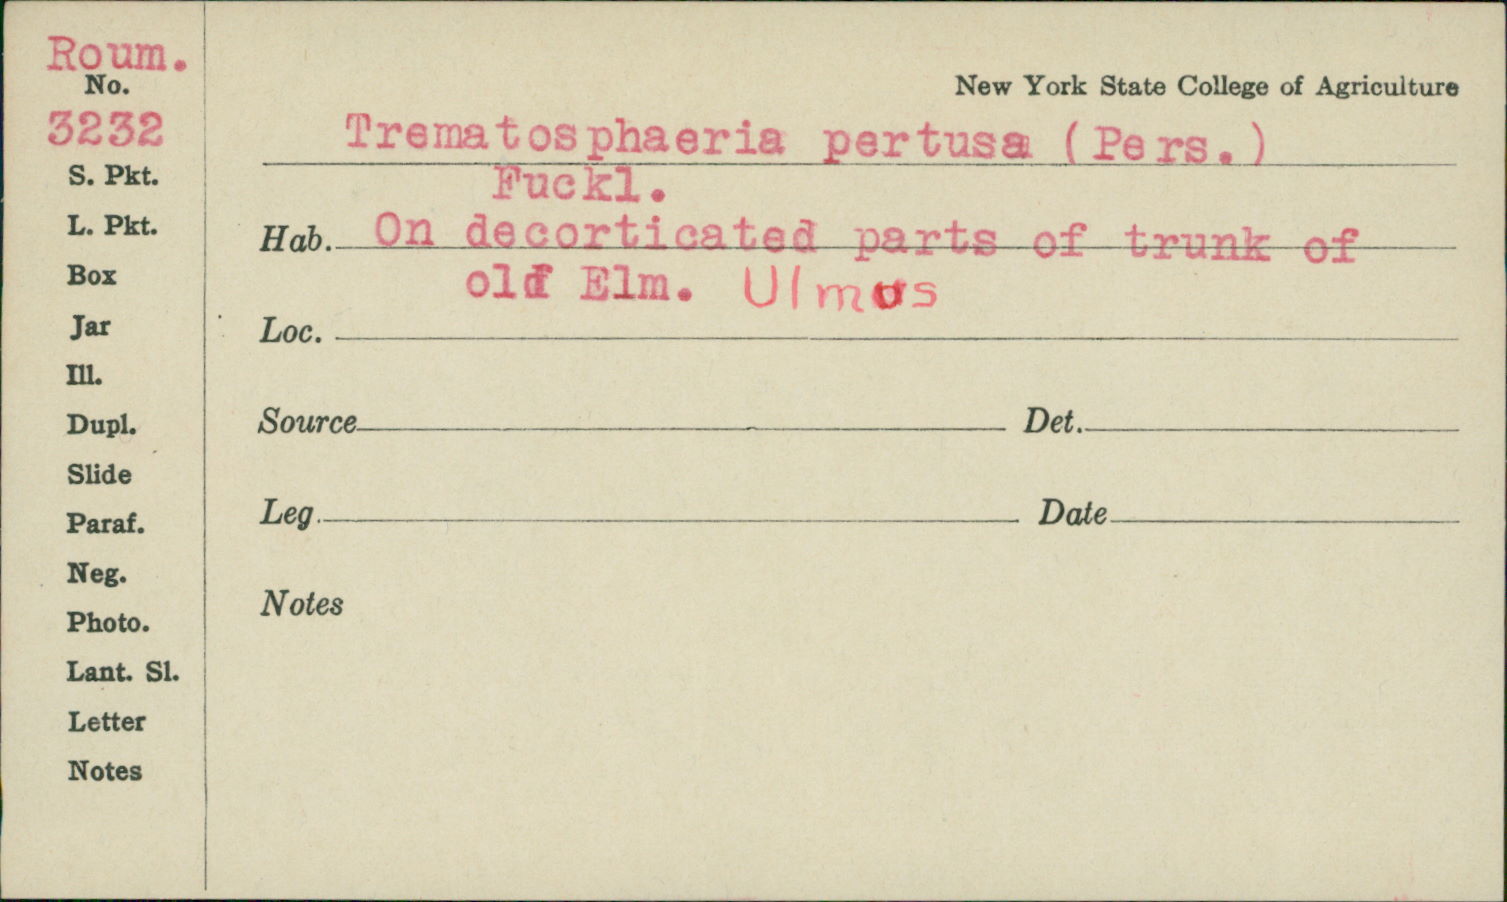 Roum.
No.
3232
S. Pkt.
L. Pkt.
Box
Jar
Ill.
Dupl.
Slide
Paraf.
Neg.
Photo.
Lant. Sl.
Letter
Notes
New York State College of Agriculture
Trematosphaeria pertusa (Pers.)
Fuckl.
Hab. On decorticated parts of trunk of
old Elm. Ulmus
Loc.
Source Det.
Leg. Date
Notes